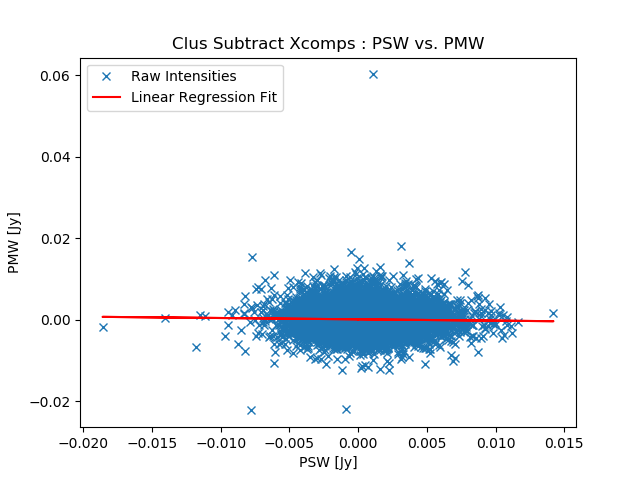 Clus Subtract Xcomps : PSW vs. PMW
Raw Intensities
Linear Regression Fit
PMW [Jy]
0.06
0.04
0.02
0.00
−0.02
−0.020 −0.015 −0.010 −0.005 0.000 0.005 0.010 0.015
PSW [Jy]